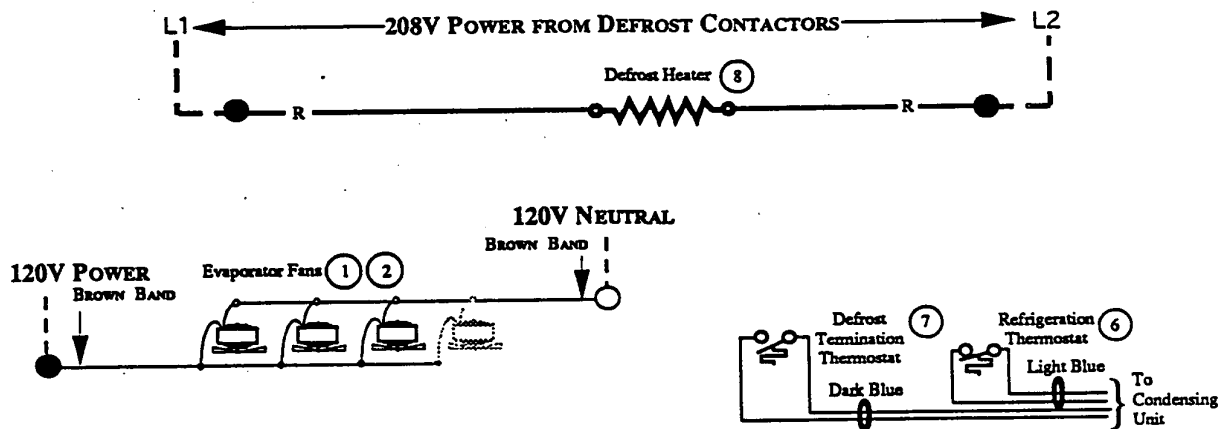 L1 208V POWER FROM DEFROST CONTACTORS L2
Defrost Heater 8
R R
120V NEUTRAL
BROWN BAND
120V POWER
BROWN BAND
Evaporator Fans 1 2
Defrost
Termination
Thermostat
7
Refrigeration
Thermostat
6
Dark Blue
Light Blue
To
Condensing
Unit